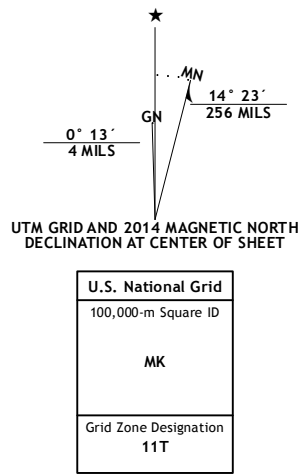 MN
GN
14° 23´
256 MILS
0° 13´
4 MILS
UTM GRID AND 2014 MAGNETIC NORTH
DECLINATION AT CENTER OF SHEET
U.S. National Grid
100,000-m Square ID
MK
Grid Zone Designation
11T